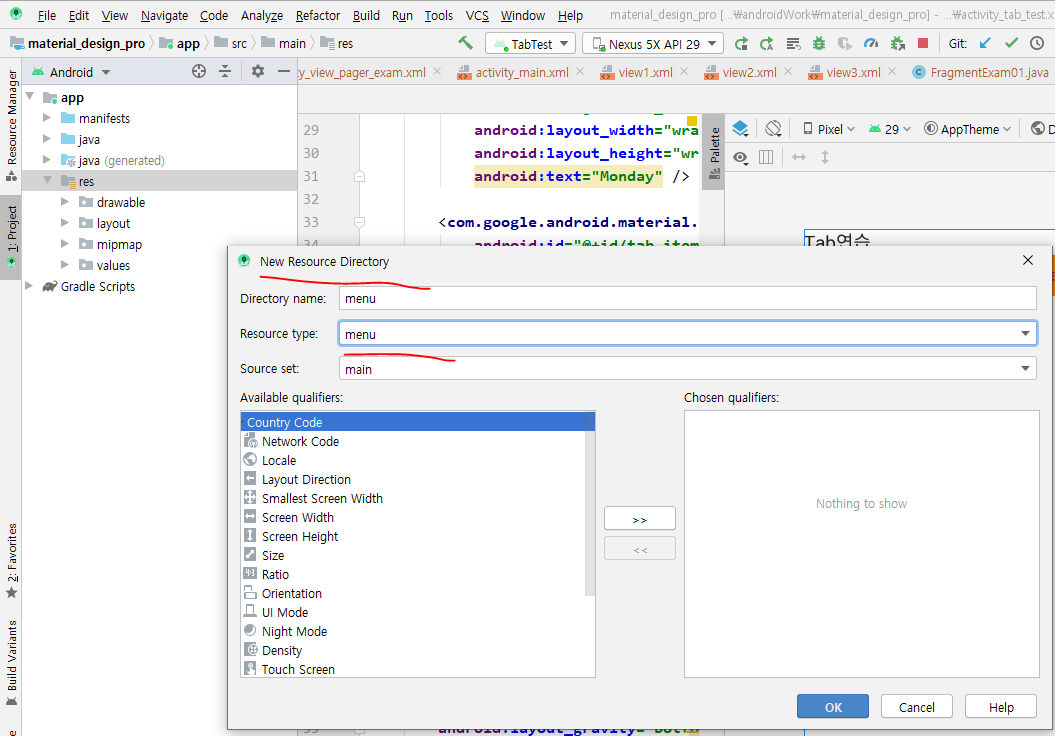 File Edit View Navigate Code Analyze Refactor Build Run Tools VCS Window Help material_design_pro [...₩androidWork₩material_design_pro] - ...₩activity_tab_test.x
material_design_pro app src main res TabTest Nexus 5X API 29 Git:
Resource Manager
1: Project
2: Favorites
Build Variants
Android
app
manifests
java
java (generated)
res
drawable
layout
mipmap
values
Gradle Scripts
y_view_pager_exam.xml activity_main.xml view1.xml view2.xml view3.xml FragmentExam01.java
29 android:layout_width="wra
30 android:layout_height="wr
31 android:text="Monday" />
32
33 <com.google.android.material.
34 android:id="@+id/tab_item
Palette
Pixel 29 AppTheme D
Tab연습
New Resource Directory
Directory name: menu
Resource type: menu
Source set: main
Available qualifiers:
Country Code
Network Code
Locale
Layout Direction
Smallest Screen Width
Screen Width
Screen Height
Size
Ratio
Orientation
UI Mode
Night Mode
Density
Touch Screen
>>
<<
Chosen qualifiers:
Nothing to show
OK Cancel Help
android:layout_gravity="bott